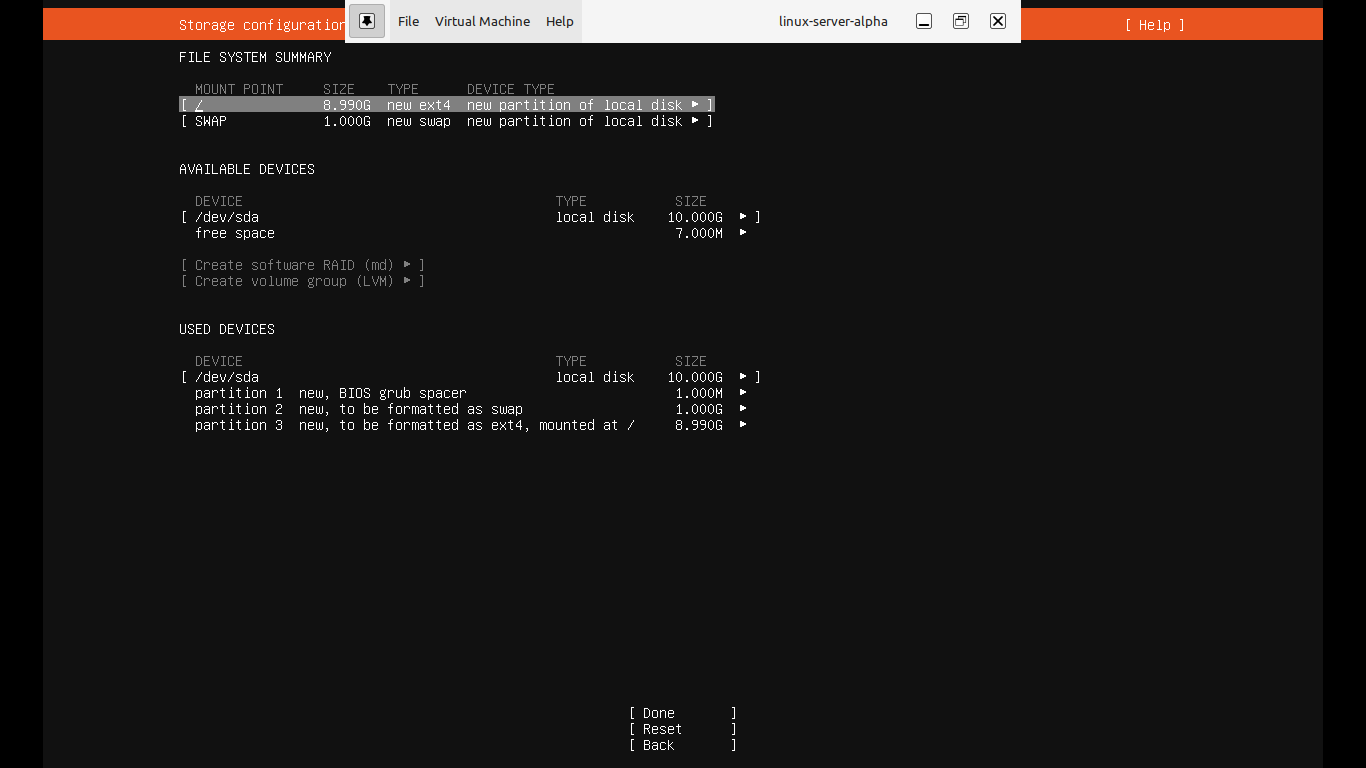 Storage configuration
File Virtual Machine Help linux-server-alpha
[ Help ]
FILE SYSTEM SUMMARY
MOUNT POINT SIZE TYPE DEVICE TYPE
[ / 8.990G new ext4 new partition of local disk ▸ ]
[ SWAP 1.000G new swap new partition of local disk ▸ ]
AVAILABLE DEVICES
DEVICE TYPE SIZE
[ /dev/sda local disk 10.000G ▸ ]
free space 7.000M ▸
[ Create software RAID (md) ▸ ]
[ Create volume group (LVM) ▸ ]
USED DEVICES
DEVICE TYPE SIZE
[ /dev/sda local disk 10.000G ▸ ]
partition 1 new, BIOS grub spacer 1.000M ▸
partition 2 new, to be formatted as swap 1.000G ▸
partition 3 new, to be formatted as ext4, mounted at / 8.990G ▸
[ Done ]
[ Reset ]
[ Back ]